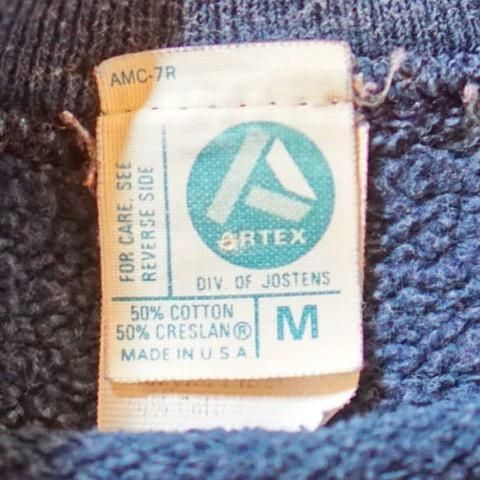 AMC-7R
FOR CARE, SEE
REVERSE SIDE
ARTEX
DIV. OF JOSTENS
50% COTTON
50% CRESLAN®
MADE IN U.S.A
M